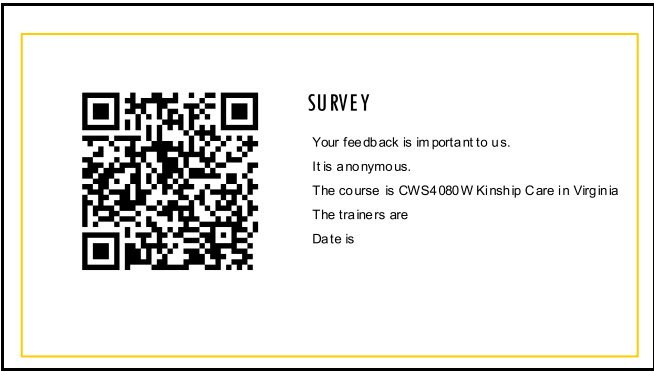 SURVEY
Your feedback is important to us.
It is anonymous.
The course is CWS4080W Kinship Care in Virginia
The trainers are
Date is